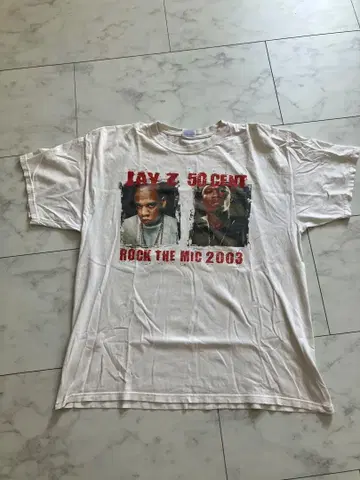 JAY Z 50 CENT
ROCK THE MIC 2003